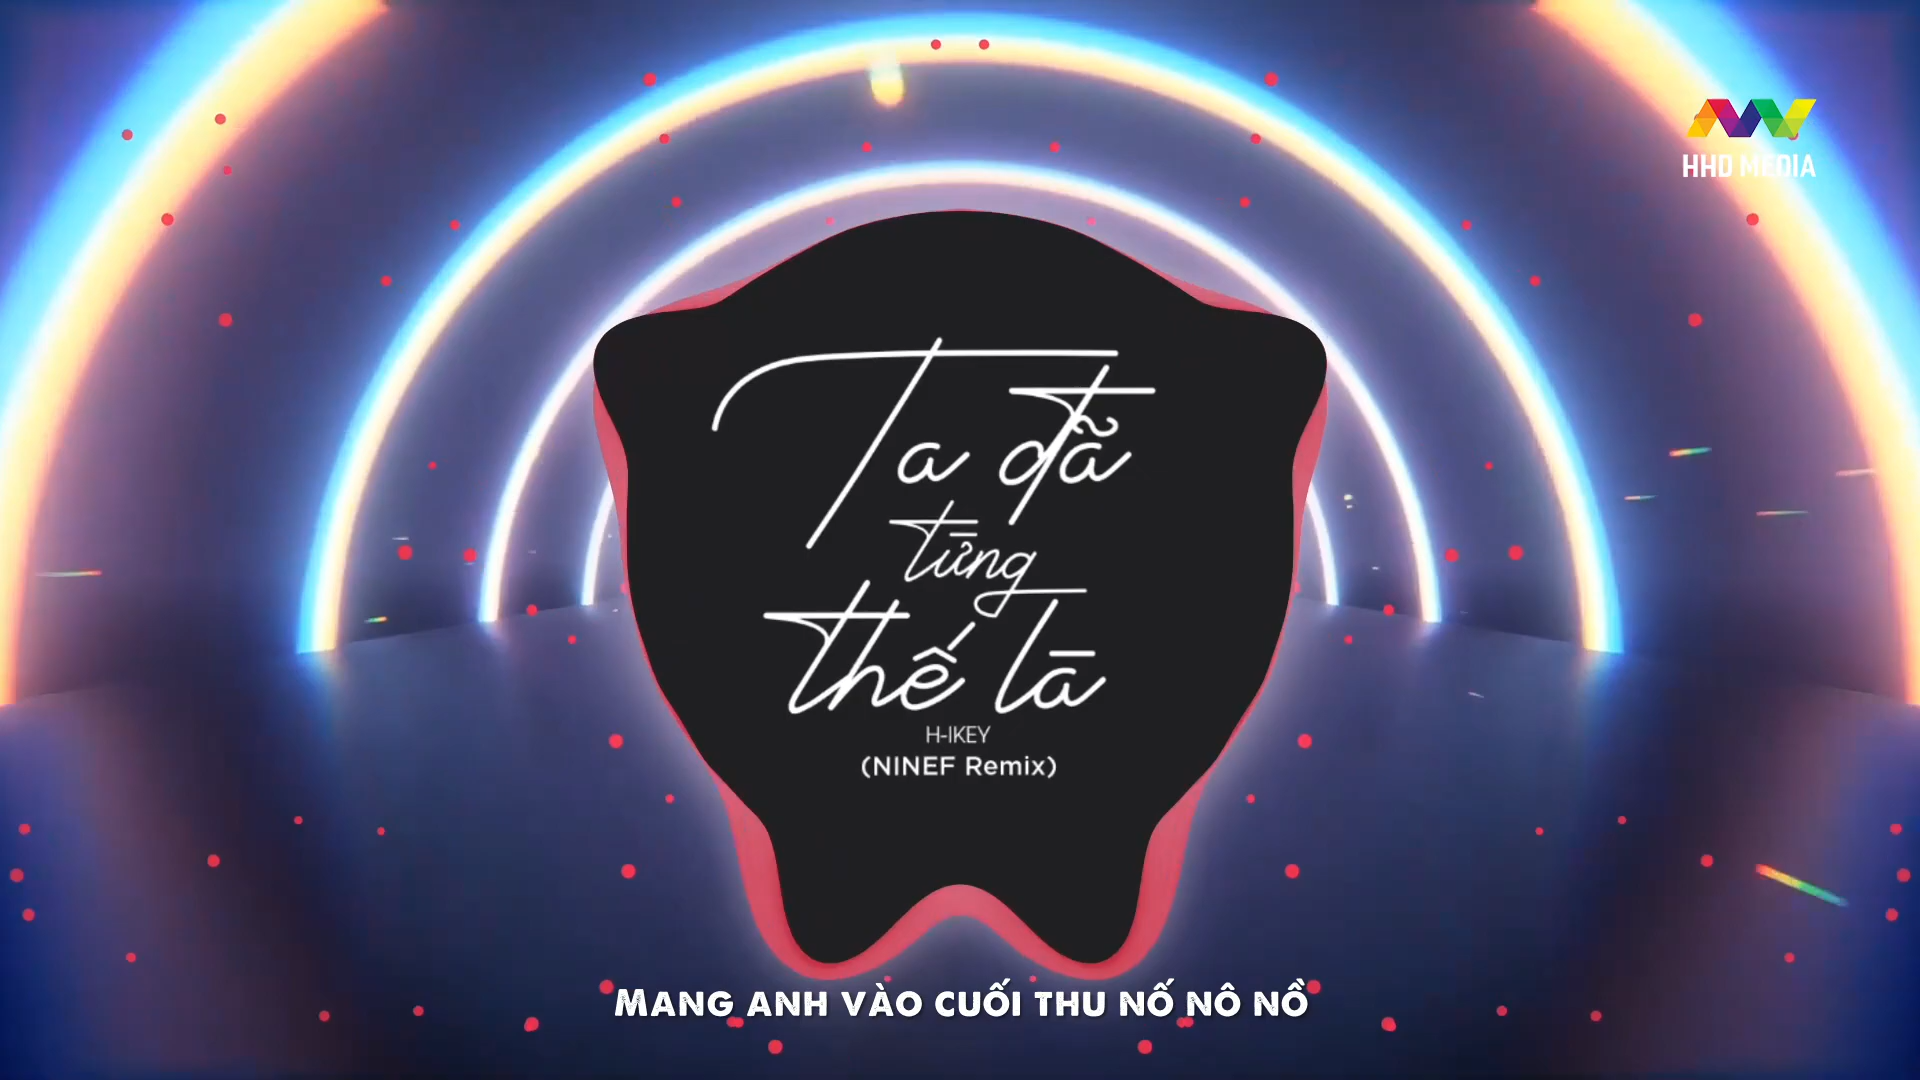 HHD MEDIA
Ta đã
từng
thế là
H-IKEY
(NINEF Remix)
MANG ANH VÀO CUỐI THU NỐ NÔ NỒ